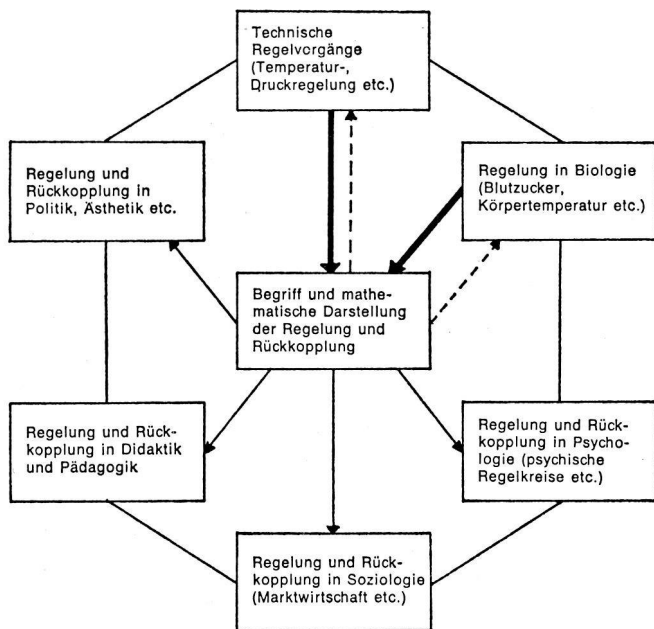 Technische
Regelvorgänge
(Temperatur-,
Druckregelung etc.)
Regelung und
Rückkopplung in
Politik, Ästhetik etc.
Regelung in Biologie
(Blutzucker,
Körpertemperatur etc.)
Begriff und mathe-
matische Darstellung
der Regelung und
Rückkopplung
Regelung und Rück-
kopplung in Didaktik
und Pädagogik
Regelung und Rück-
kopplung in Psycho-
logie (psychische
Regelkreise etc.)
Regelung und Rück-
kopplung in Soziologie
(Marktwirtschaft etc.)